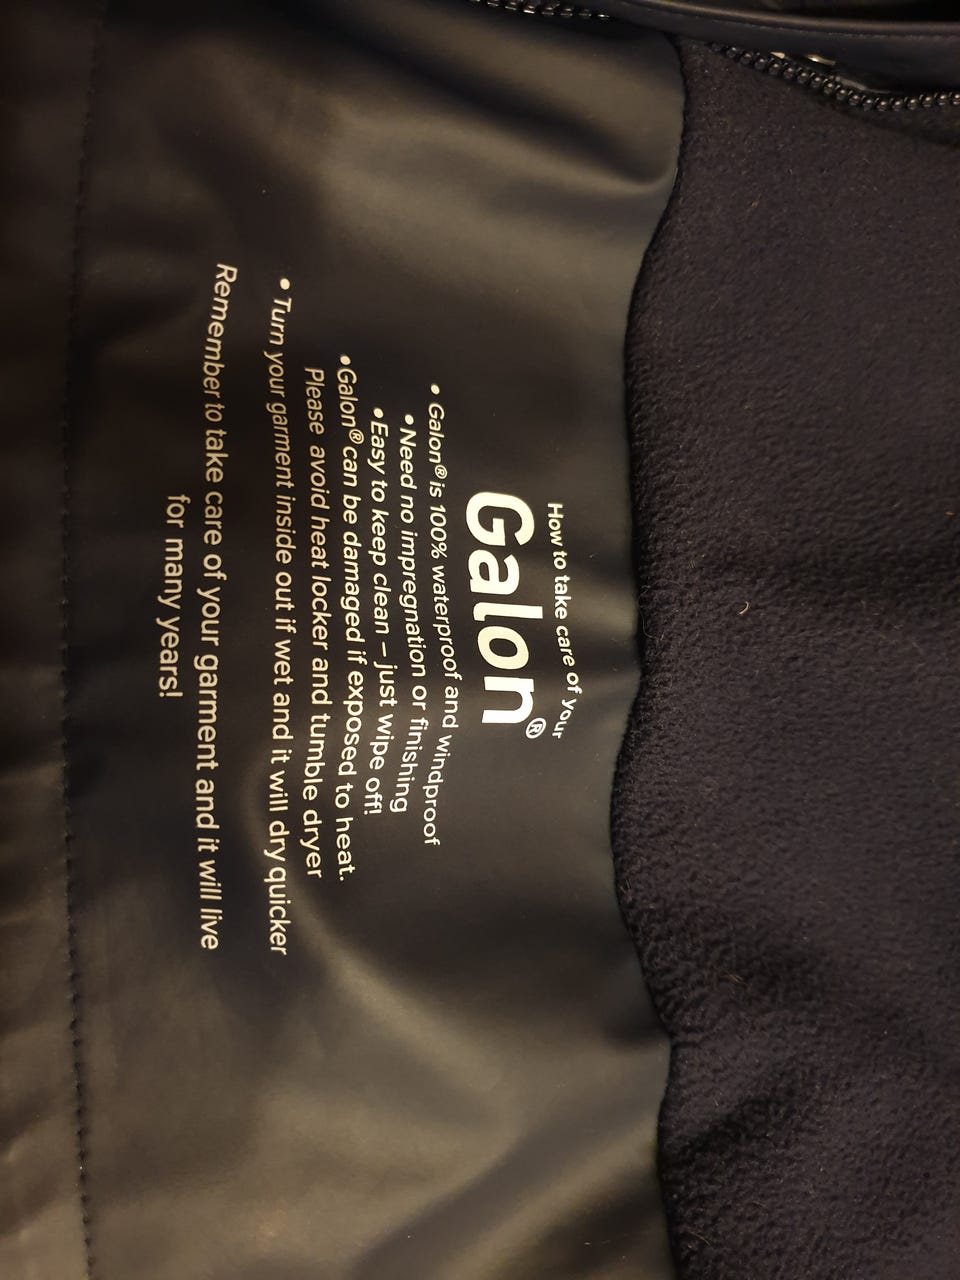 How to take care of your
Galon®
• Galon® is 100% waterproof and windproof
• Need no impregnation or finishing
• Easy to keep clean – just wipe off!
• Galon® can be damaged if exposed to heat.
Please avoid heat locker and tumble dryer
• Turn your garment inside out if wet and it will dry quicker
Remember to take care of your garment and it will live
for many years!